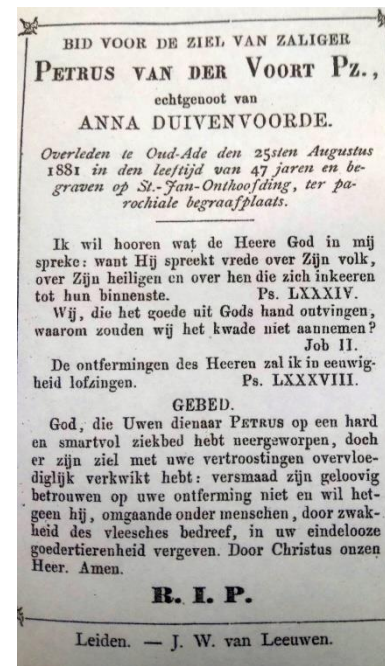 BID VOOR DE ZIEL VAN ZALIGER
PETRUS VAN DER VOORT PZ.,
echtgenoot van
ANNA DUIVENVOORDE.
Overleden te Oud-Ade den 25sten Augustus
1881 in den leeftijd van 47 jaren en be-
graven op St.-Jan-Onthoofding, ter pa-
rochiale begraafplaats.
Ik wil hooren wat de Heere God in mij
spreke: want Hij spreekt vrede over Zijn volk,
over Zijn heiligen en over hen die zich inkeeren
tot hun binnenste. Ps. LXXXIV.
Wij, die het goede uit Gods hand ontvingen,
waarom zouden wij het kwade niet aannemen?
Job II.
De ontfermingen des Heeren zal ik in eeuwig-
heid lofzingen. Ps. LXXXVIII.
GEBED.
God, die Uwen dienaar PETRUS op een hard
en smartvol ziekbed hebt neergeworpen, doch
er zijn ziel met uwe vertroostingen overvloe-
diglijk verkwikt hebt: versmaad zijn geloovig
betrouwen op uwe ontferming niet en wil het-
geen hij, omgaande onder menschen, door zwak-
heid des vleesches bedreef, in uw eindelooze
goedertierenheid vergeven. Door Christus onzen
Heer. Amen.
R. I. P.
Leiden. — J. W. van Leeuwen.